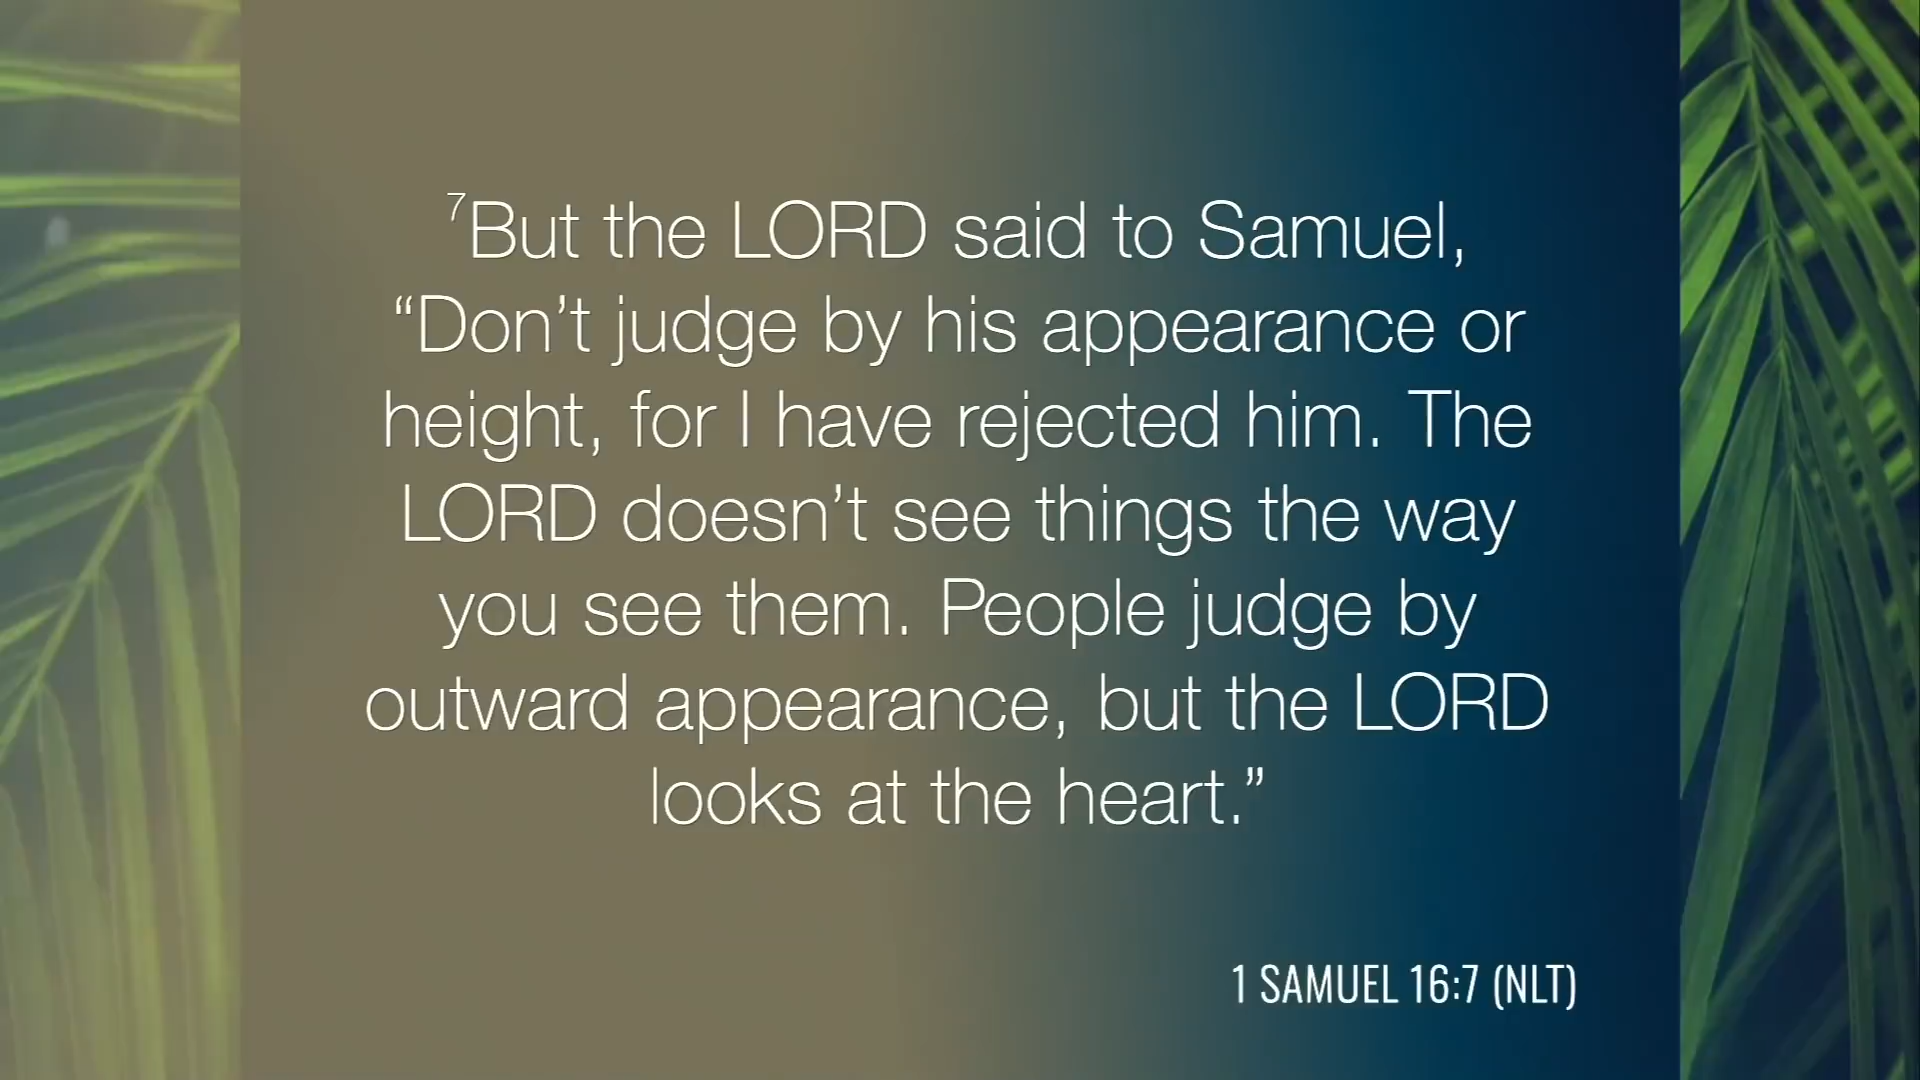 7But the LORD said to Samuel,
“Don’t judge by his appearance or
height, for I have rejected him. The
LORD doesn’t see things the way
you see them. People judge by
outward appearance, but the LORD
looks at the heart.”
1 SAMUEL 16:7 (NLT)